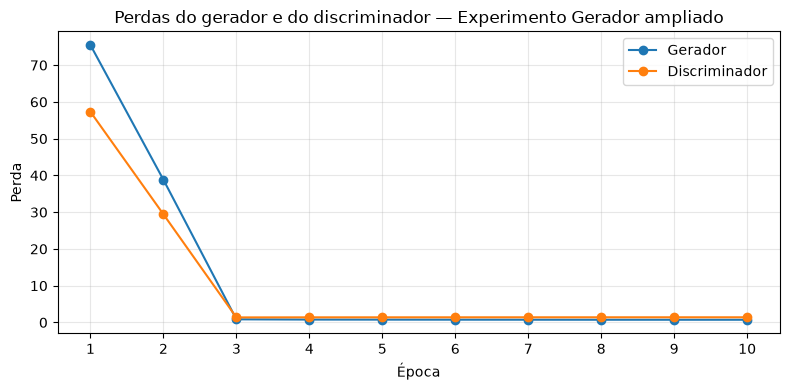 Perdas do gerador e do discriminador — Experimento Gerador ampliado
Gerador
Discriminador
Perda
70
60
50
40
30
20
10
0
1 2 3 4 5 6 7 8 9 10
Época